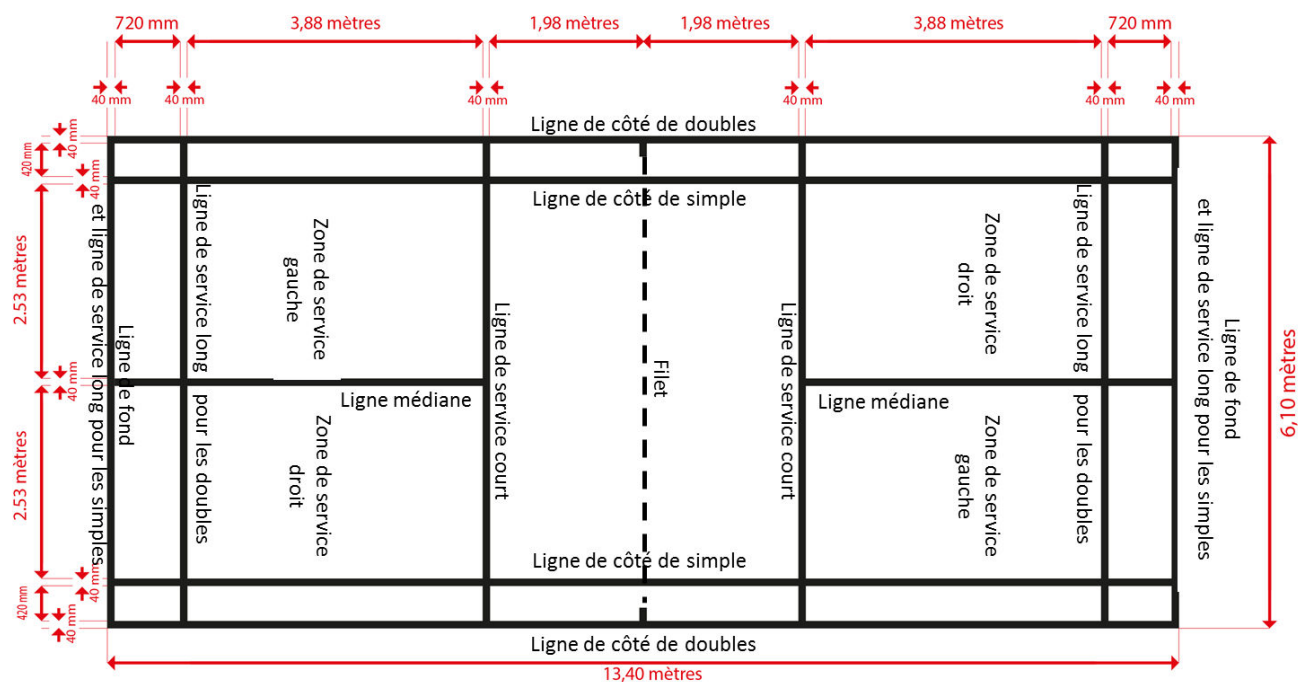 720 mm
3,88 mètres
1,98 mètres
1,98 mètres
3,88 mètres
720 mm
40 mm
40 mm
40 mm
40 mm
40 mm
40 mm
Ligne de côté de doubles
40 mm
420 mm
40 mm
Ligne de côté de simple
2.53 mètres
et ligne de service long pour les simples
Ligne de fond
Ligne de service long
pour les doubles
Zone de service
gauche
Ligne de service court
Filet
Ligne de service court
Zone de service
droit
Ligne de service long
pour les doubles
et ligne de service long pour les simples
Ligne de fond
6,10 mètres
40 mm
Ligne médiane
Ligne médiane
2.53 mètres
Zone de service
droit
Zone de service
gauche
Ligne de côté de simple
40 mm
420 mm
40 mm
Ligne de côté de doubles
13,40 mètres